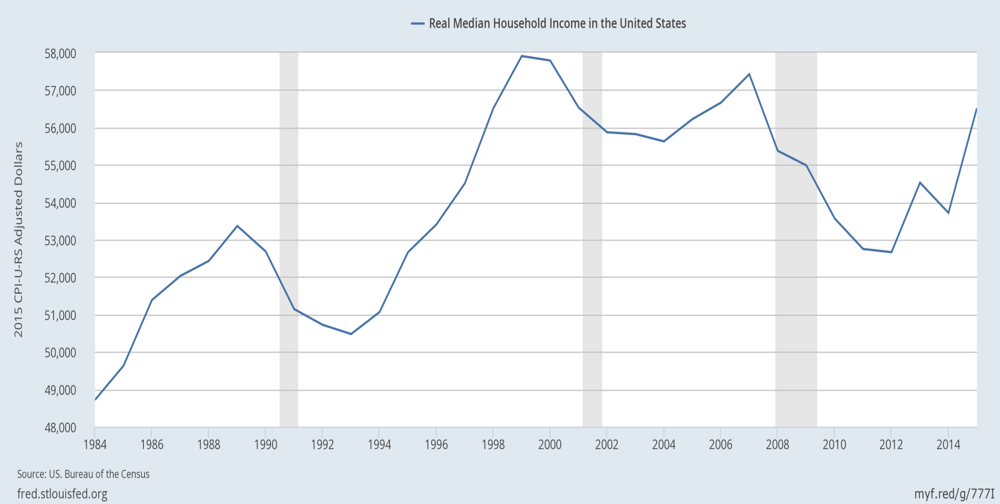 Real Median Household Income in the United States
58,000
57,000
56,000
55,000
54,000
53,000
52,000
51,000
50,000
49,000
48,000
2015 CPI-U-RS Adjusted Dollars
1984 1986 1988 1990 1992 1994 1996 1998 2000 2002 2004 2006 2008 2010 2012 2014
Source: US. Bureau of the Census
fred.stlouisfed.org
myf.red/g/777I